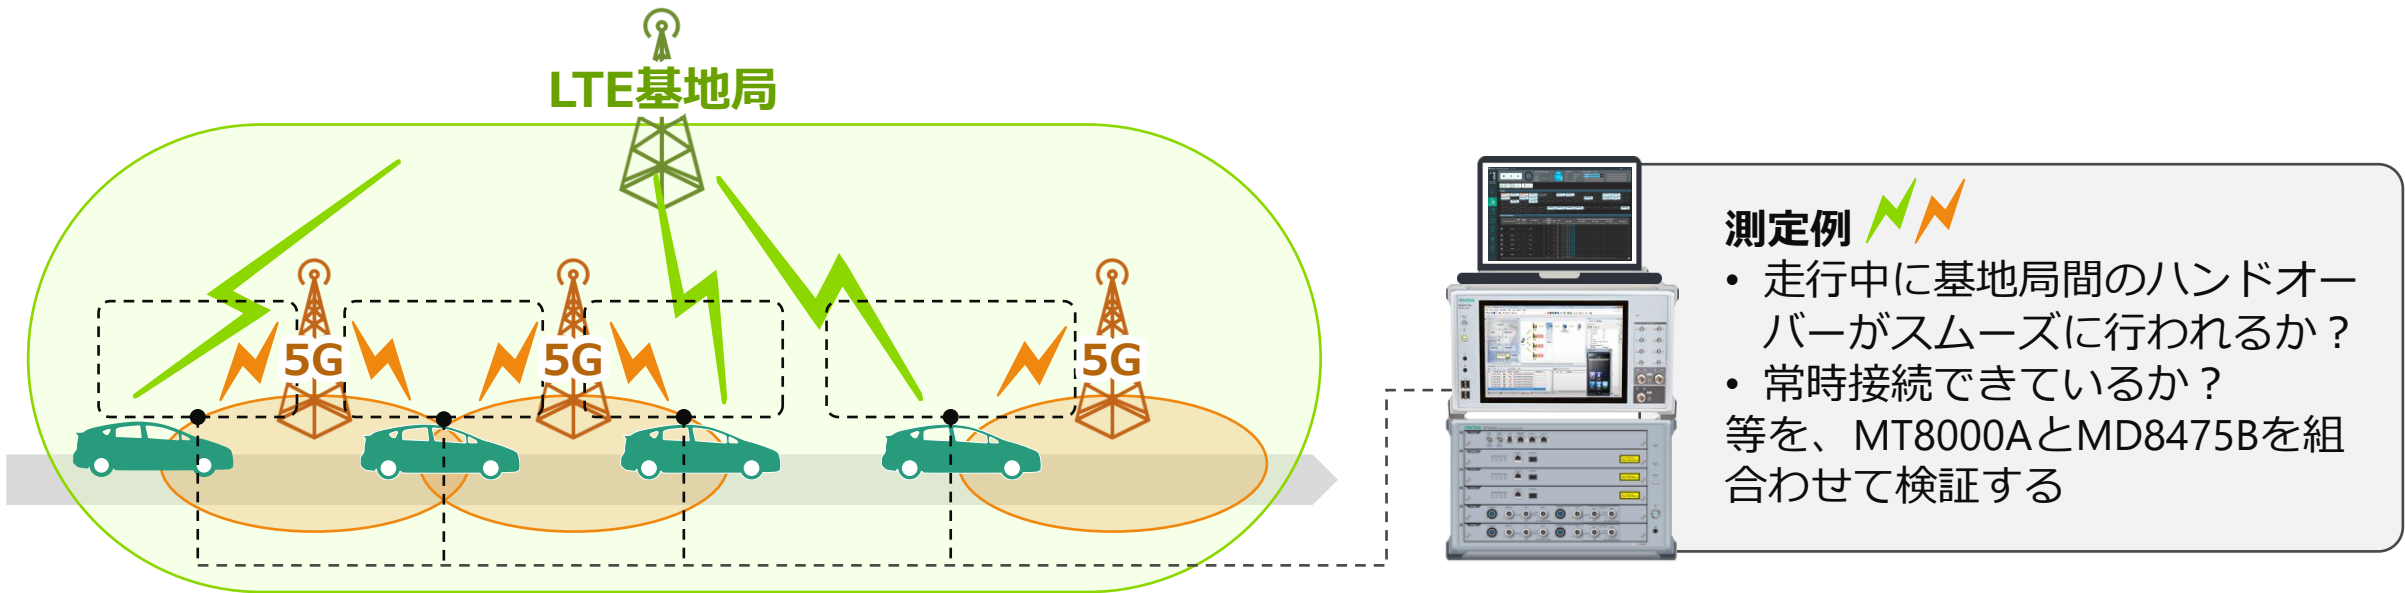 LTE基地局
5G
5G
5G
測定例
• 走行中に基地局間のハンドオー
バーがスムーズに行われるか？
• 常時接続できているか？
等を、MT8000AとMD8475Bを組
合わせて検証する